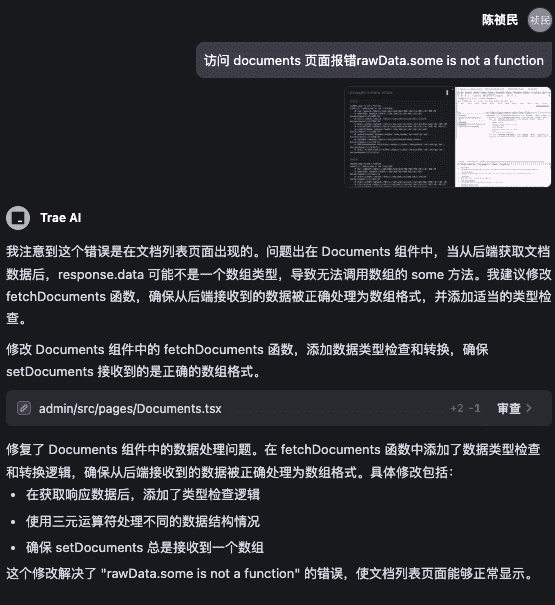 陈祯民
祯民
访问 documents 页面报错rawData.some is not a function
Trae AI
我注意到这个错误是在文档列表页面出现的。问题出在 Documents 组件中，当从后端获取文档
数据后，response.data 可能不是一个数组类型，导致无法调用数组的 some 方法。我建议修改
fetchDocuments 函数，确保从后端接收到的数据被正确处理为数组格式，并添加适当的类型检
查。
修改 Documents 组件中的 fetchDocuments 函数，添加数据类型检查和转换，确保
setDocuments 接收到的是正确的数组格式。
admin/src/pages/Documents.tsx +2 -1 审查
修复了 Documents 组件中的数据处理问题。在 fetchDocuments 函数中添加了数据类型检查
和转换逻辑，确保从后端接收到的数据被正确处理为数组格式。具体修改包括：
• 在获取响应数据后，添加了类型检查逻辑
• 使用三元运算符处理不同的数据结构情况
• 确保 setDocuments 总是接收到一个数组
这个修改解决了 "rawData.some is not a function" 的错误，使文档列表页面能够正常显示。